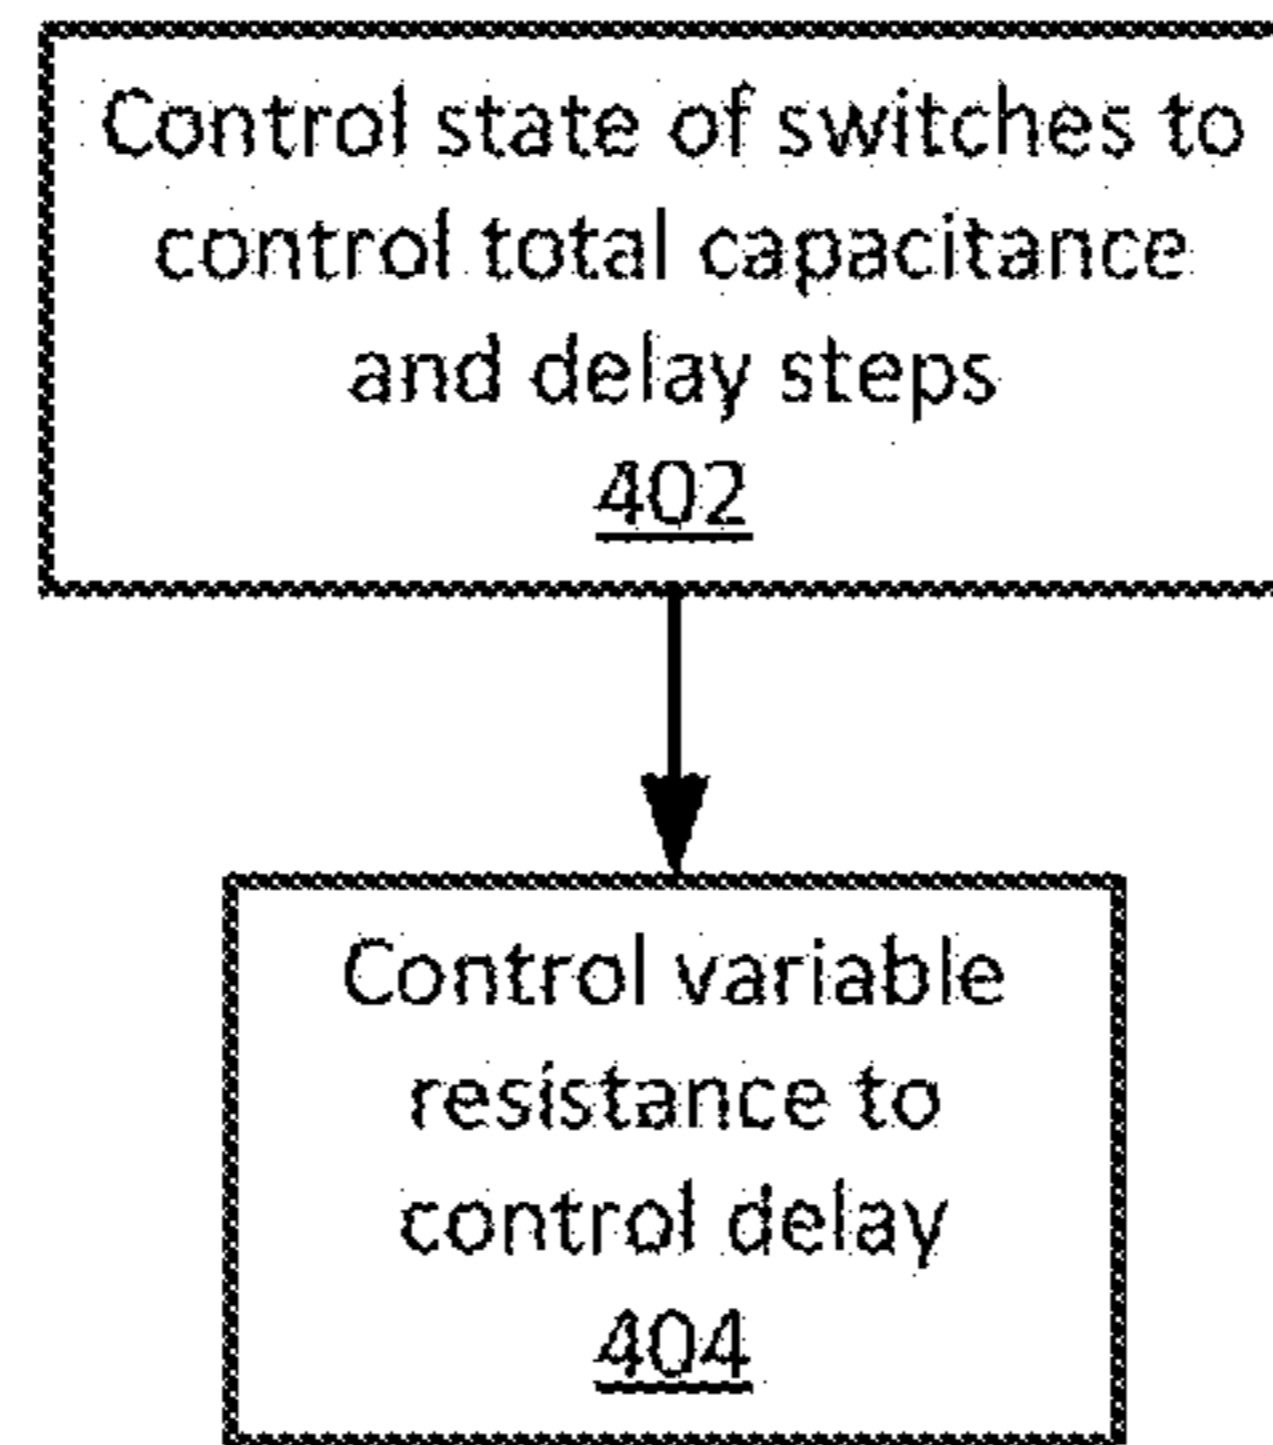 Control state of switches to
control total capacitance
and delay steps
402
Control variable
resistance to
control delay
404